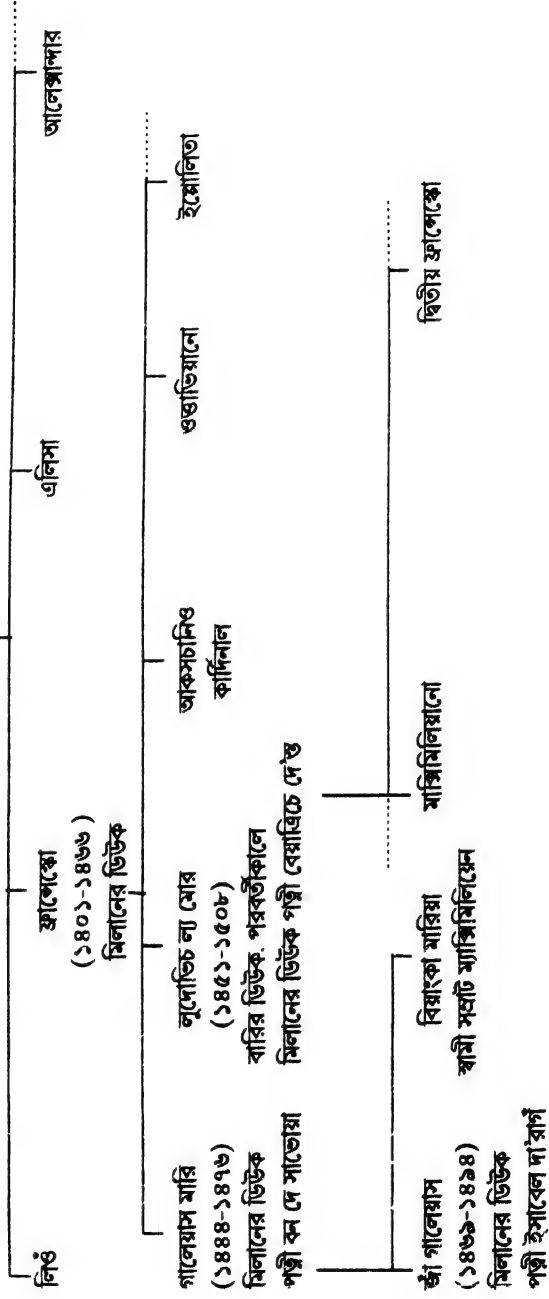 লিওঁ
ফ্রান্সেস্কো
(১৪০১-১৪৬৬)
মিলানের ডিউক
এলিসা
আলেক্সান্দার
গালেয়াস মারি
(১৪৪৪-১৪৭৬)
মিলানের ডিউক
পত্নী বন দে সাভোয়া
লুদোভিচ ল্য মোর
(১৪৫১-১৫০৮)
বারির ডিউক. পরবর্তীকালে
মিলানের ডিউক পত্নী বেয়াত্রিচে দে'স্ত
আকসচানিও
কার্দিনাল
ওত্তাভিয়ানো
ইপ্পোলিতা
জাঁ গালেয়াস
(১৪৬৯-১৪৯৪)
মিলানের ডিউক
পত্নী ইসাবেল দা'রাগঁ
বিয়াংকা মারিয়া
স্বামী সম্রাট ম্যাক্সিমিলিয়েন
মাক্সিমিলিয়ানো
দ্বিতীয় ফ্রান্সেস্কো